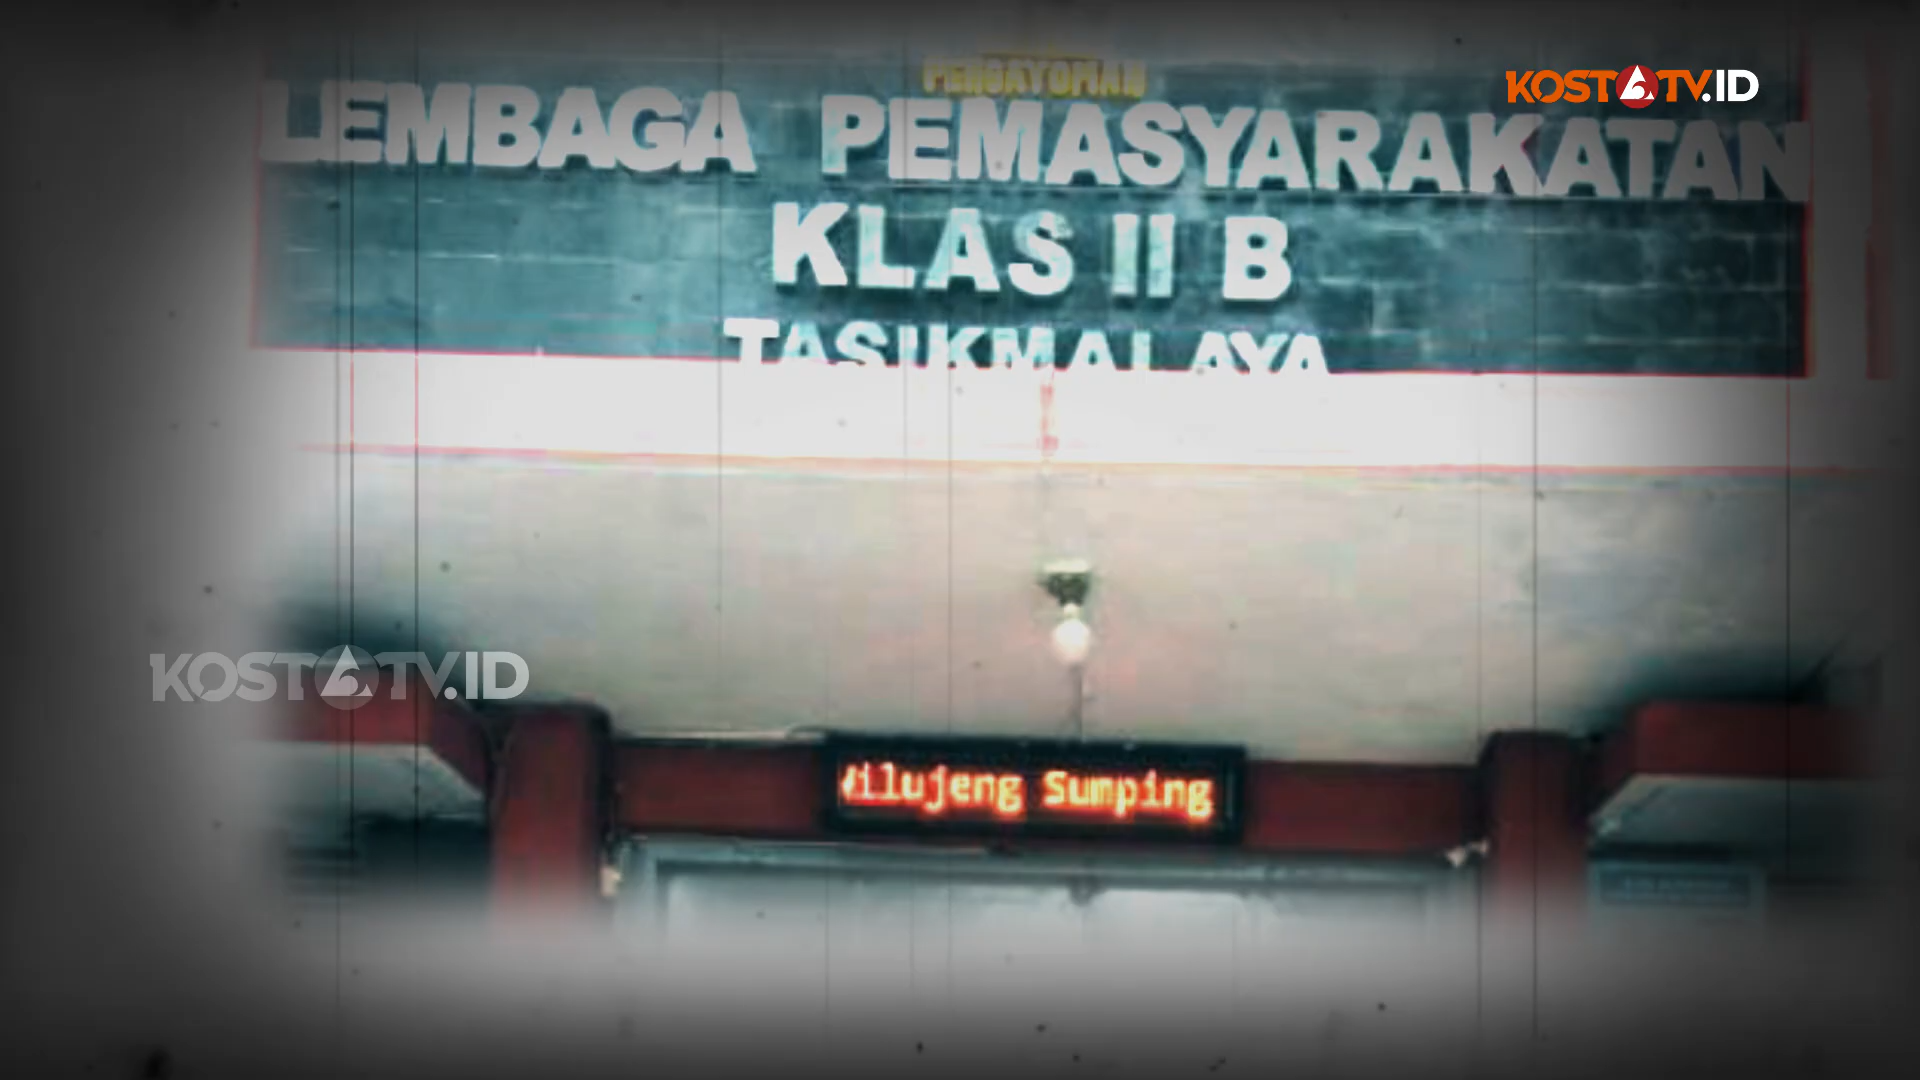 KOSTATV.ID
PENGAYOMAN
LEMBAGA PEMASYARAKATAN
KLAS II B
TASIKMALAYA
KOSTATV.ID
Wilujeng Sumping